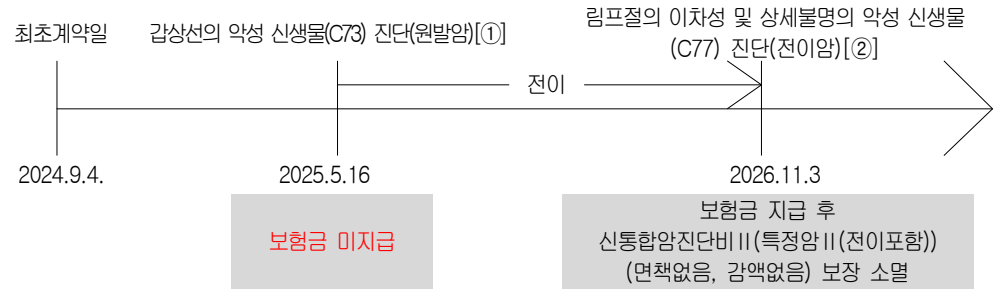 최초계약일
갑상선의 악성 신생물(C73) 진단(원발암)[①]
림프절의 이차성 및 상세불명의 악성 신생물
(C77) 진단(전이암)[②]
전이
2024.9.4.
2025.5.16
2026.11.3
보험금 미지급
보험금 지급 후
신통합암진단비Ⅱ(특정암Ⅱ(전이포함))
(면책없음, 감액없음) 보장 소멸